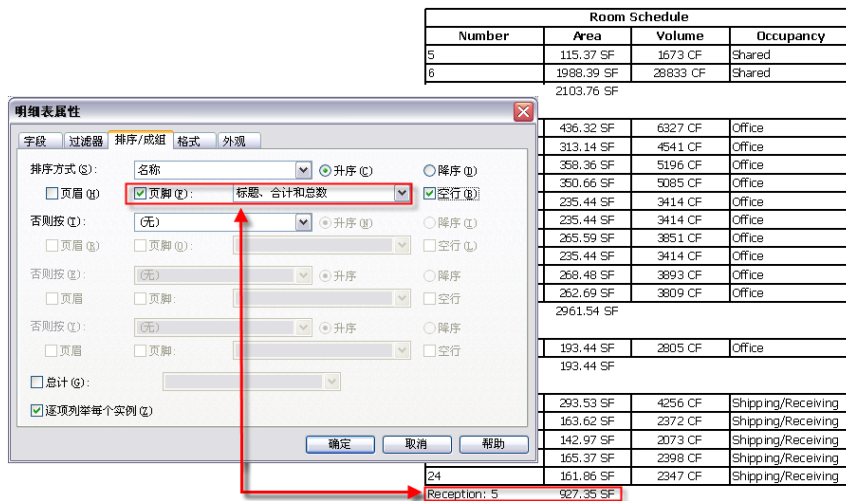 Room Schedule
Number Area Volume Occupancy
5 115.37 SF 1673 CF Shared
6 1988.39 SF 28833 CF Shared
2103.76 SF
436.32 SF 6327 CF Office
313.14 SF 4541 CF Office
358.36 SF 5196 CF Office
350.66 SF 5085 CF Office
235.44 SF 3414 CF Office
235.44 SF 3414 CF Office
265.59 SF 3851 CF Office
235.44 SF 3414 CF Office
268.48 SF 3893 CF Office
262.69 SF 3809 CF Office
2961.54 SF
193.44 SF 2805 CF Office
193.44 SF
293.53 SF 4256 CF Shipping/Receiving
163.62 SF 2372 CF Shipping/Receiving
142.97 SF 2073 CF Shipping/Receiving
165.37 SF 2398 CF Shipping/Receiving
24 161.86 SF 2347 CF Shipping/Receiving
Reception: 5 927.35 SF
明细表属性
字段 过滤器 排序/成组 格式 外观
排序方式(S): 名称 升序(C) 降序(D)
页眉(H) 页脚(F): 标题、合计和总数 空行(B)
否则按(T): (无) 升序(N) 降序(I)
页眉(R) 页脚(O): 空行(L)
否则按(E): (无) 升序 降序
页眉 页脚: 空行
否则按(Y): (无) 升序 降序
页眉 页脚: 空行
总计(G):
逐项列举每个实例(Z)
确定 取消 帮助